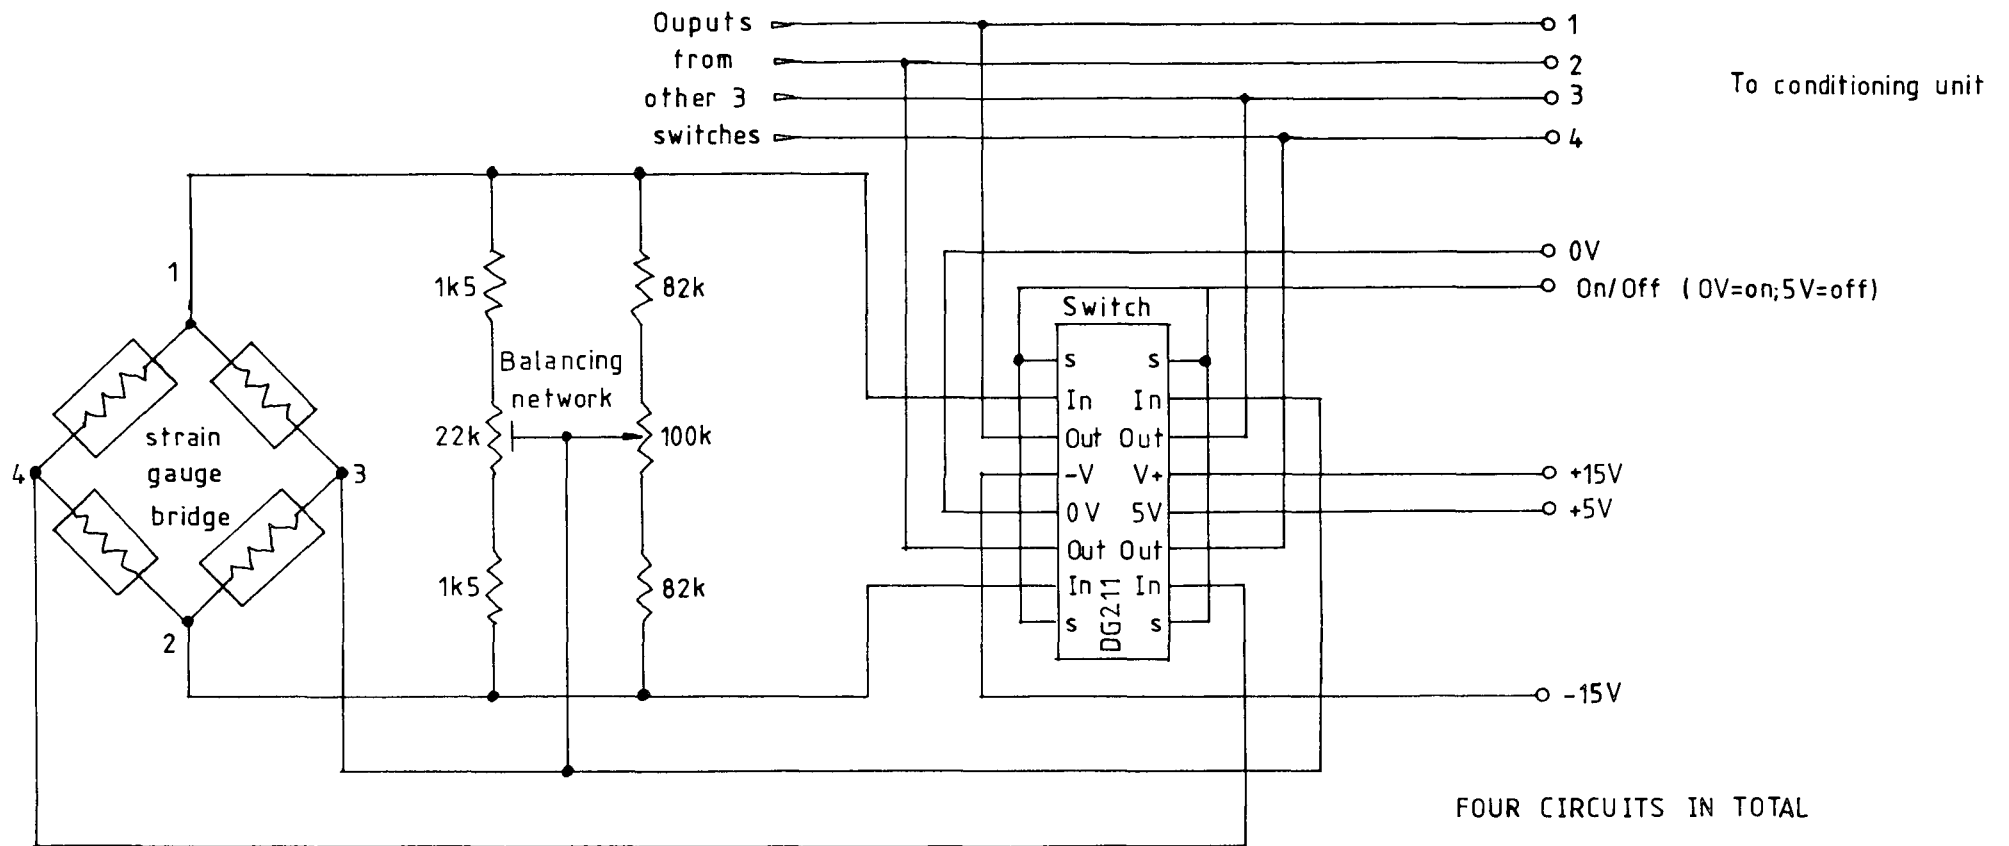 Ouputs
from
other 3
switches
1
2
3
4
To conditioning unit
0V
On/Off (0V=on;5V=off)
+15V
+5V
-15V
1
4
3
2
strain
gauge
bridge
1k5
82k
Balancing
network
22k
100k
1k5
82k
Switch
s s
In In
Out Out
-V V+
0V 5V
Out Out
In In
s s
DG211
FOUR CIRCUITS IN TOTAL